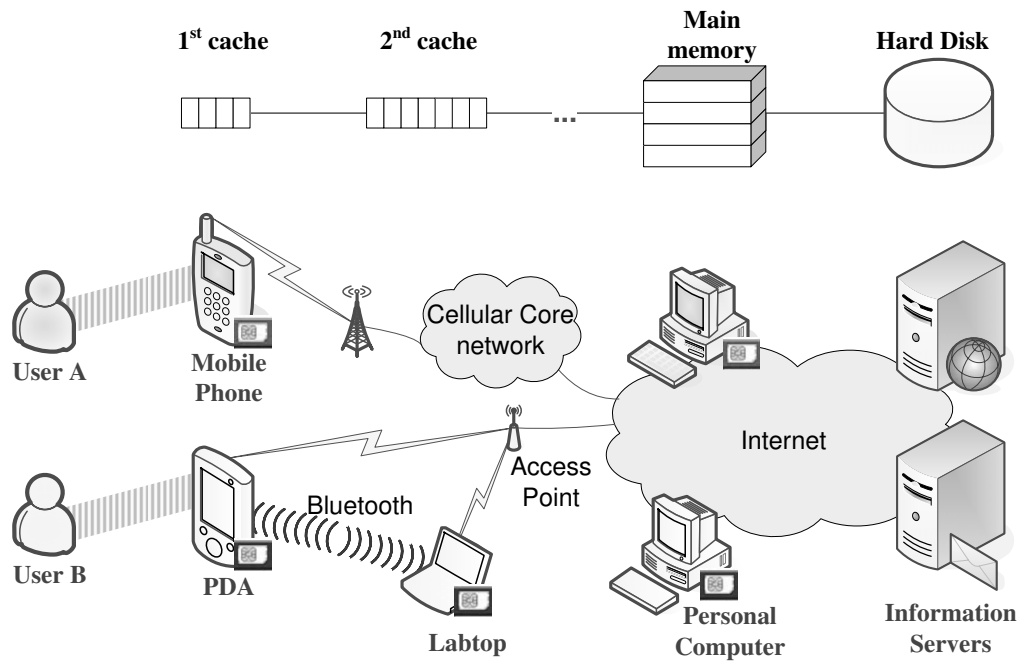 1st cache
2nd cache
Main
memory
Hard Disk
...
User A
Mobile
Phone
Cellular Core
network
Internet
Access
Point
Bluetooth
User B
PDA
Labtop
Personal
Computer
Information
Servers